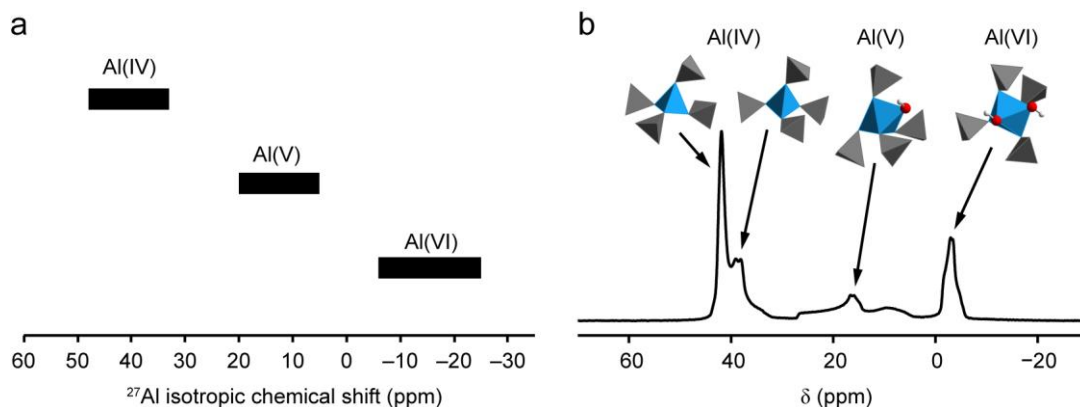 a
Al(IV)
Al(V)
Al(VI)
60 50 40 30 20 10 0 –10 –20 –30
²⁷Al isotropic chemical shift (ppm)
b
Al(IV) Al(V) Al(VI)
60 40 20 0 –20
δ (ppm)